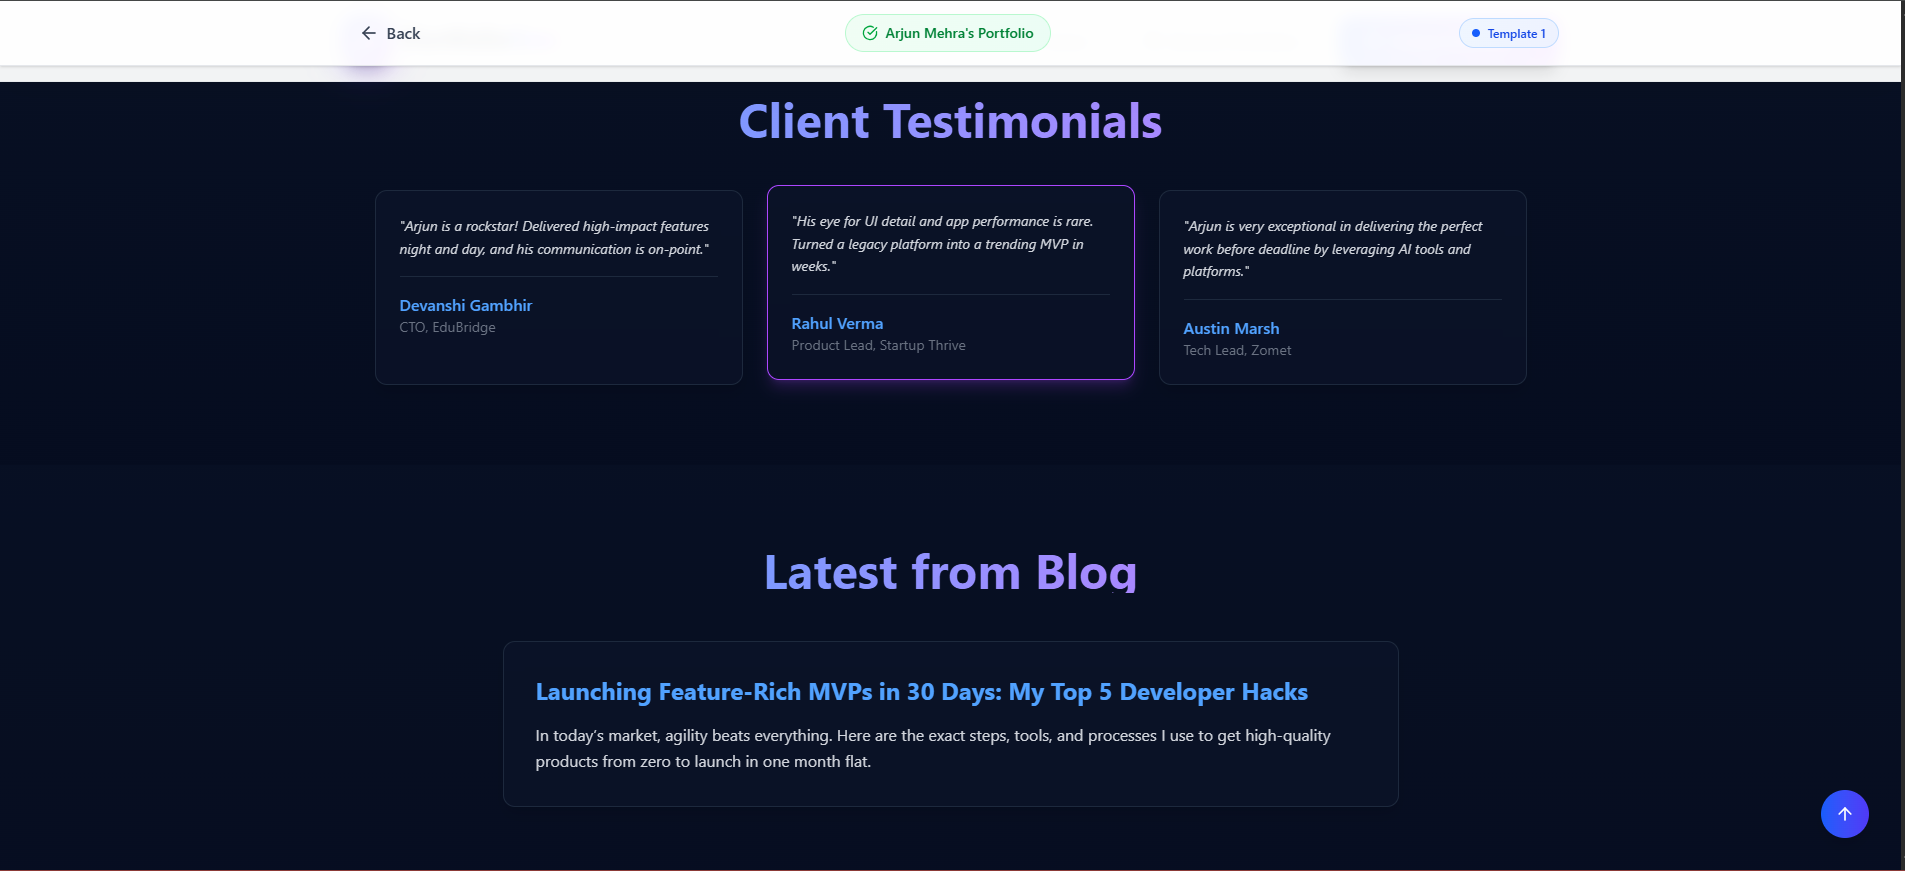 Back
Arjun Mehra's Portfolio
Template 1
Client Testimonials
"Arjun is a rockstar! Delivered high-impact features
night and day, and his communication is on-point."
Devanshi Gambhir
CTO, EduBridge
"His eye for UI detail and app performance is rare.
Turned a legacy platform into a trending MVP in
weeks."
Rahul Verma
Product Lead, Startup Thrive
"Arjun is very exceptional in delivering the perfect
work before deadline by leveraging AI tools and
platforms."
Austin Marsh
Tech Lead, Zomet
Latest from Blog
Launching Feature-Rich MVPs in 30 Days: My Top 5 Developer Hacks
In today’s market, agility beats everything. Here are the exact steps, tools, and processes I use to get high-quality
products from zero to launch in one month flat.